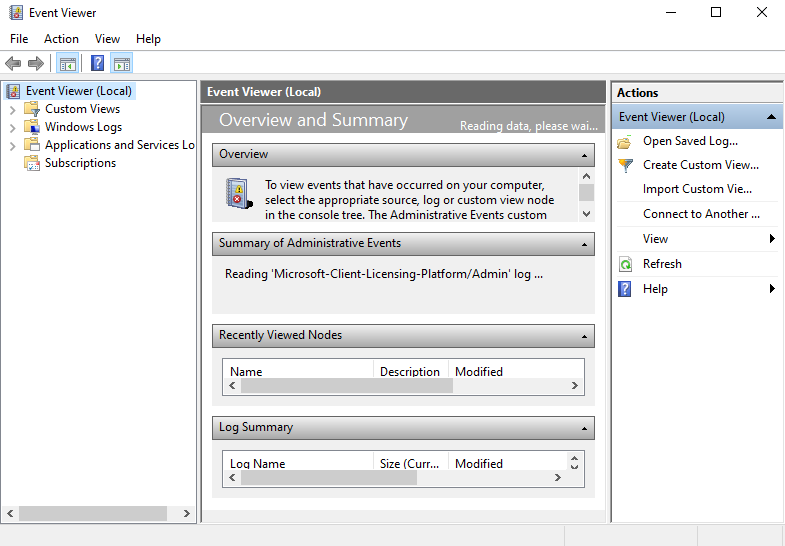 Event Viewer
File Action View Help
Event Viewer (Local)
Custom Views
Windows Logs
Applications and Services Lo
Subscriptions
Event Viewer (Local)
Overview and Summary
Reading data, please wai...
Overview
To view events that have occurred on your computer,
select the appropriate source, log or custom view node
in the console tree. The Administrative Events custom
Summary of Administrative Events
Reading 'Microsoft-Client-Licensing-Platform/Admin' log ...
Recently Viewed Nodes
Name Description Modified
Log Summary
Log Name Size (Curr... Modified
Actions
Event Viewer (Local)
Open Saved Log...
Create Custom View...
Import Custom Vie...
Connect to Another ...
View
Refresh
Help